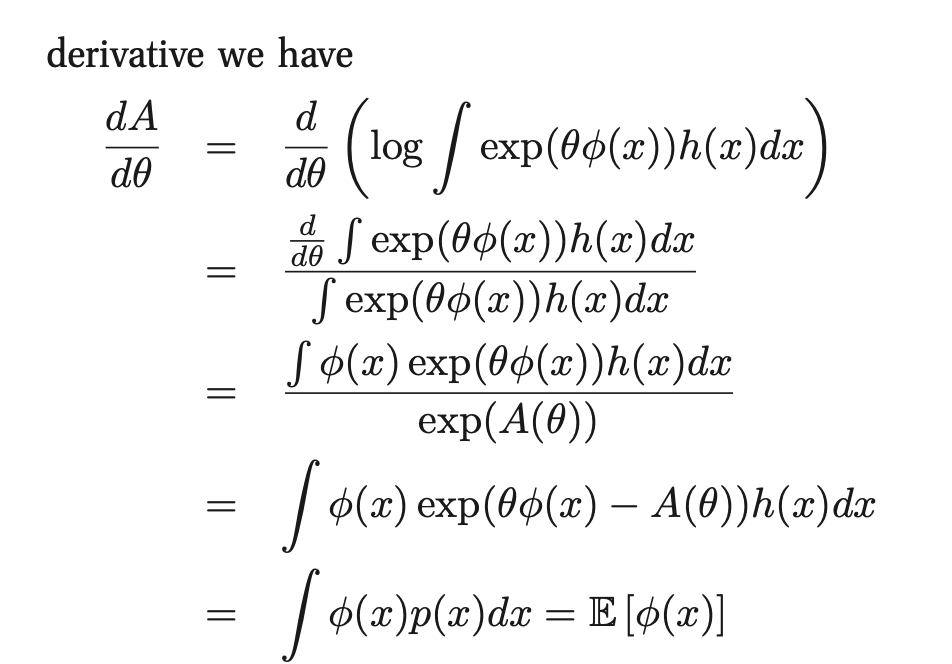 derivative we have
dA/dθ = d/dθ (log ∫ exp(θϕ(x))h(x)dx)
= d/dθ ∫ exp(θϕ(x))h(x)dx / ∫ exp(θϕ(x))h(x)dx
= ∫ ϕ(x) exp(θϕ(x))h(x)dx / exp(A(θ))
= ∫ ϕ(x) exp(θϕ(x) − A(θ))h(x)dx
= ∫ ϕ(x)p(x)dx = 𝔼 [ϕ(x)]